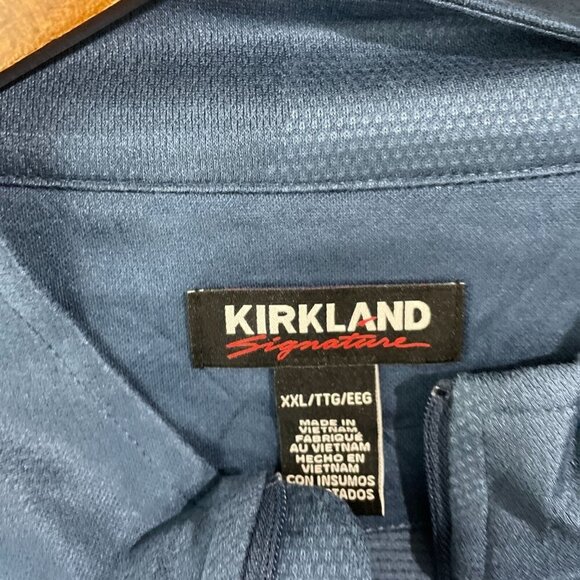 KIRKLAND
Signature
XXL/TTG/EEG
MADE IN
VIETNAM
FABRIQUÉ
AU VIETNAM
HECHO EN
VIETNAM
CON INSUMOS